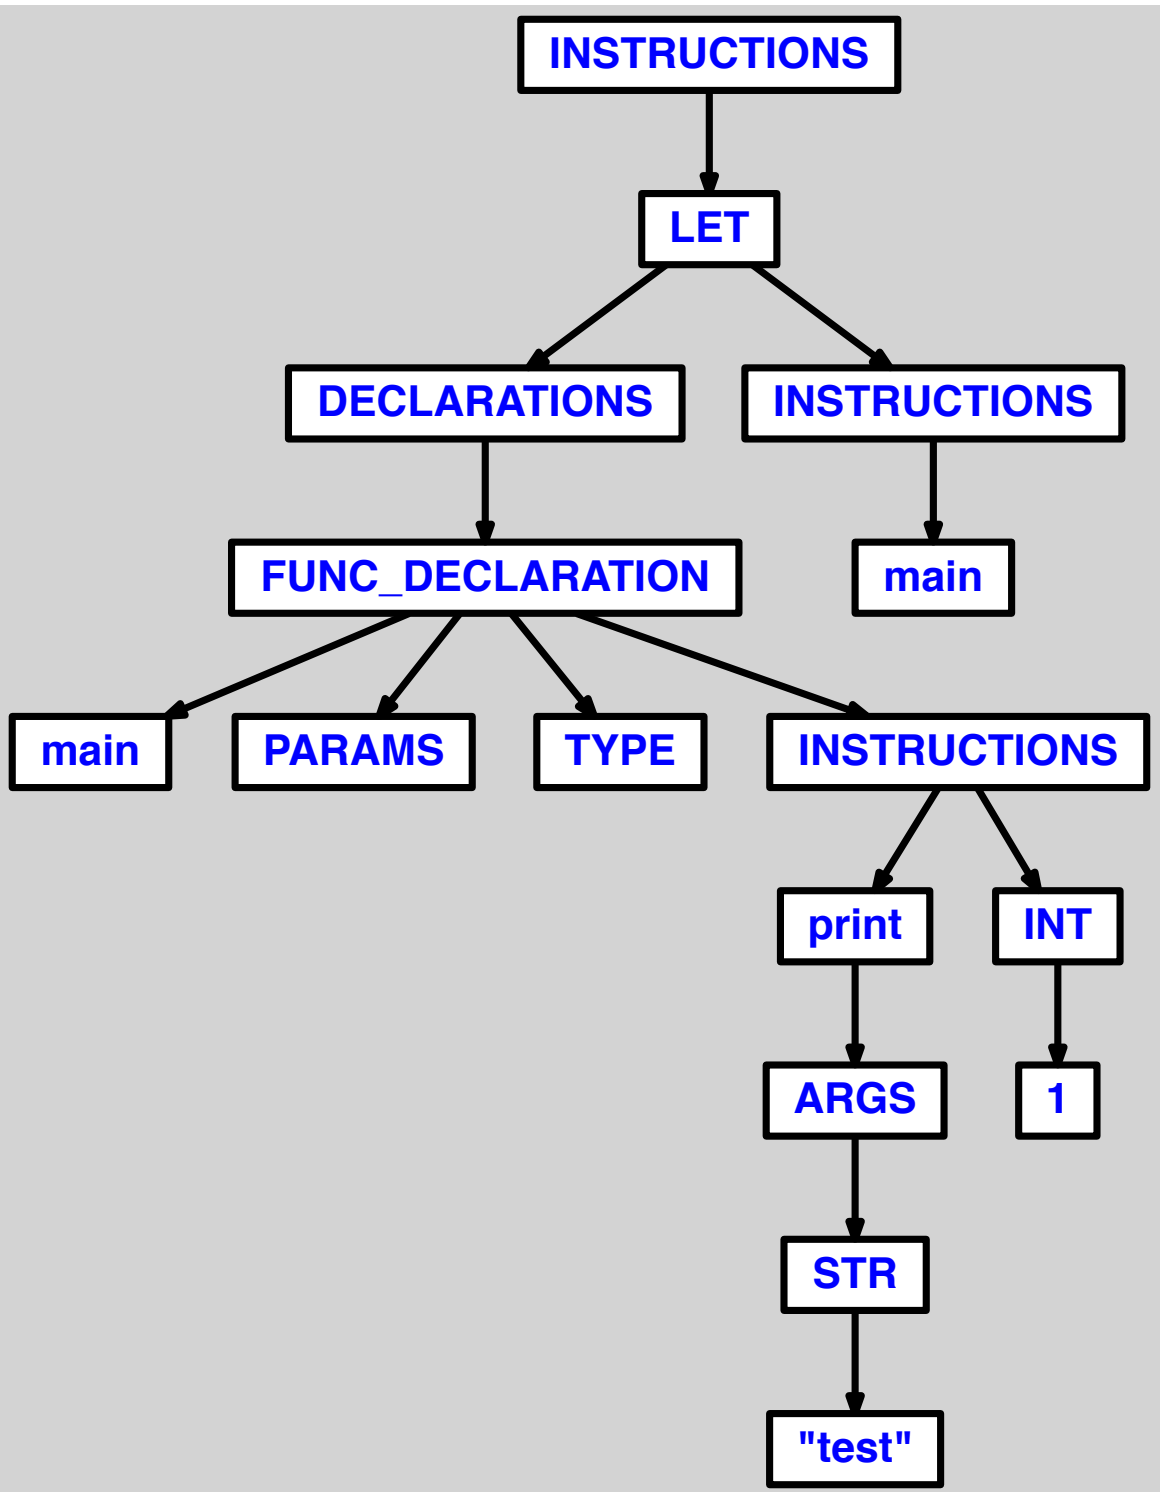 INSTRUCTIONS
LET
DECLARATIONS
INSTRUCTIONS
FUNC_DECLARATION
main
main
PARAMS
TYPE
INSTRUCTIONS
print
INT
ARGS
1
STR
"test"